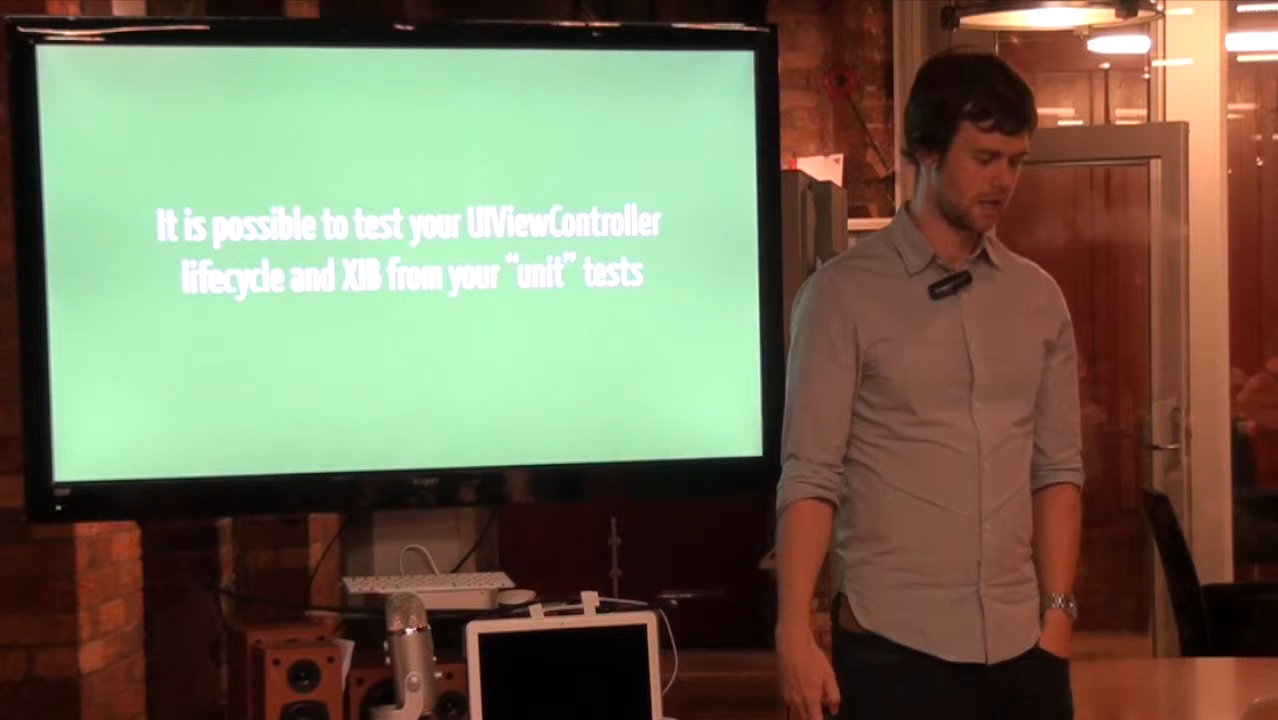 It is possible to test your UIViewController
lifecycle and XIB from your “unit” tests